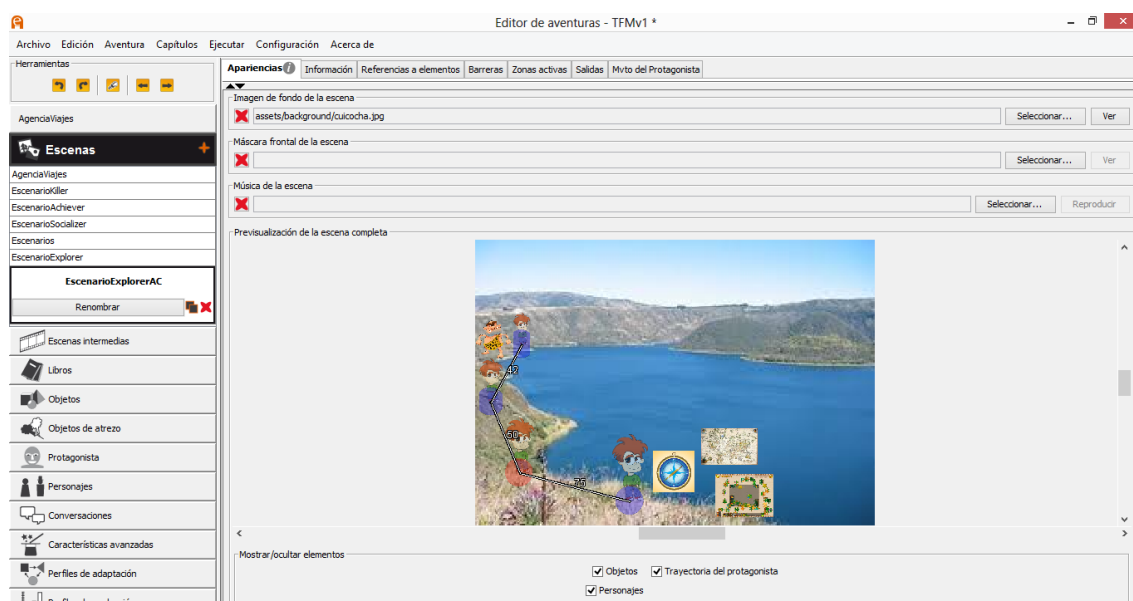 Editor de aventuras - TFMv1 *
Archivo Edición Aventura Capítulos Ejecutar Configuración Acerca de
Herramientas
AgenciaViajes
Escenas
AgenciaViajes
EscenarioKiller
EscenarioAchiever
EscenarioSocializer
Escenarios
EscenarioExplorer
EscenarioExplorerAC
Renombrar
Escenas intermedias
Libros
Objetos
Objetos de atrezo
Protagonista
Personajes
Conversaciones
Características avanzadas
Perfiles de adaptación
Apariencias Información Referencias a elementos Barreras Zonas activas Salidas Mvto del Protagonista
Imagen de fondo de la escena
assets/background/cuicocha.jpg Seleccionar... Ver
Máscara frontal de la escena
Seleccionar... Ver
Música de la escena
Seleccionar... Reproducir
Previsualización de la escena completa
42
60
75
Mostrar/ocultar elementos
Objetos Trayectoria del protagonista
Personajes